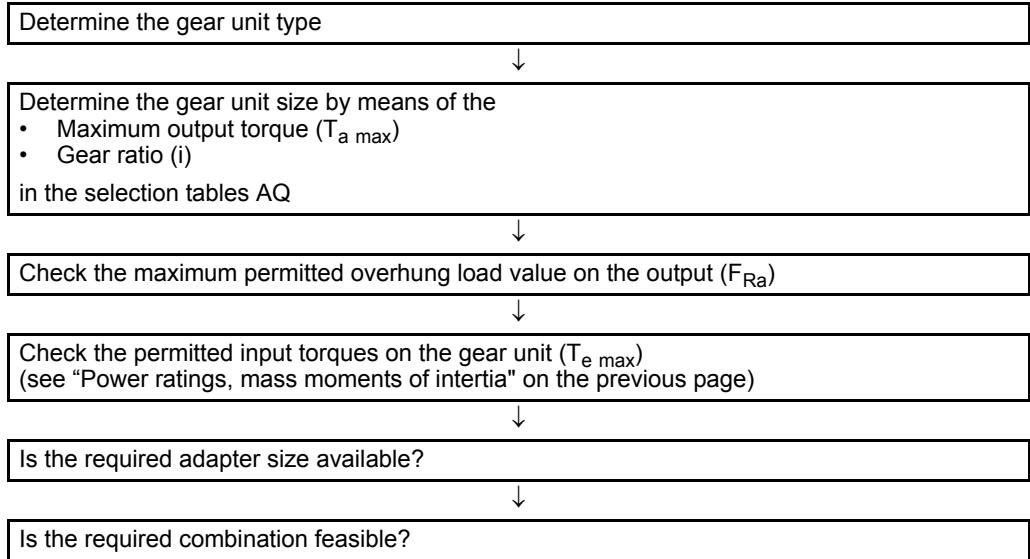 Determine the gear unit type
↓
Determine the gear unit size by means of the
• Maximum output torque (Ta max)
• Gear ratio (i)
in the selection tables AQ
↓
Check the maximum permitted overhung load value on the output (FRa)
↓
Check the permitted input torques on the gear unit (Te max)
(see “Power ratings, mass moments of intertia" on the previous page)
↓
Is the required adapter size available?
↓
Is the required combination feasible?